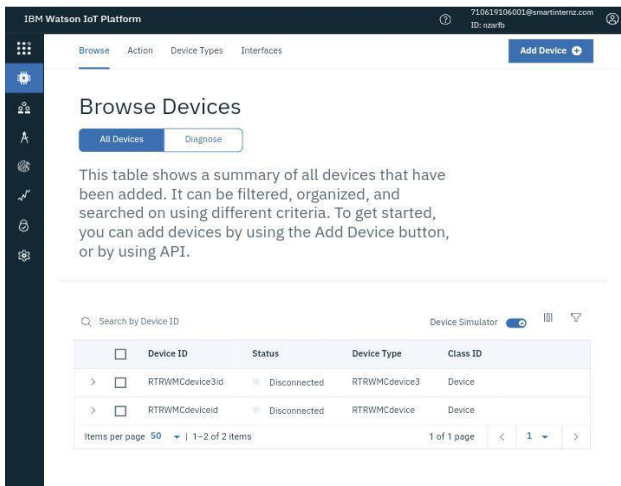 IBM Watson IoT Platform
710619106001@smartinternz.com
ID: nzarfb
Browse Action Device Types Interfaces
Add Device
Browse Devices
All Devices Diagnose
This table shows a summary of all devices that have
been added. It can be filtered, organized, and
searched on using different criteria. To get started,
you can add devices by using the Add Device button,
or by using API.
Search by Device ID
Device Simulator
Device ID Status Device Type Class ID
RTRWMCdevice3id Disconnected RTRWMCdevice3 Device
RTRWMCdeviceid Disconnected RTRWMCdevice Device
Items per page 50 | 1–2 of 2 items
1 of 1 page 1